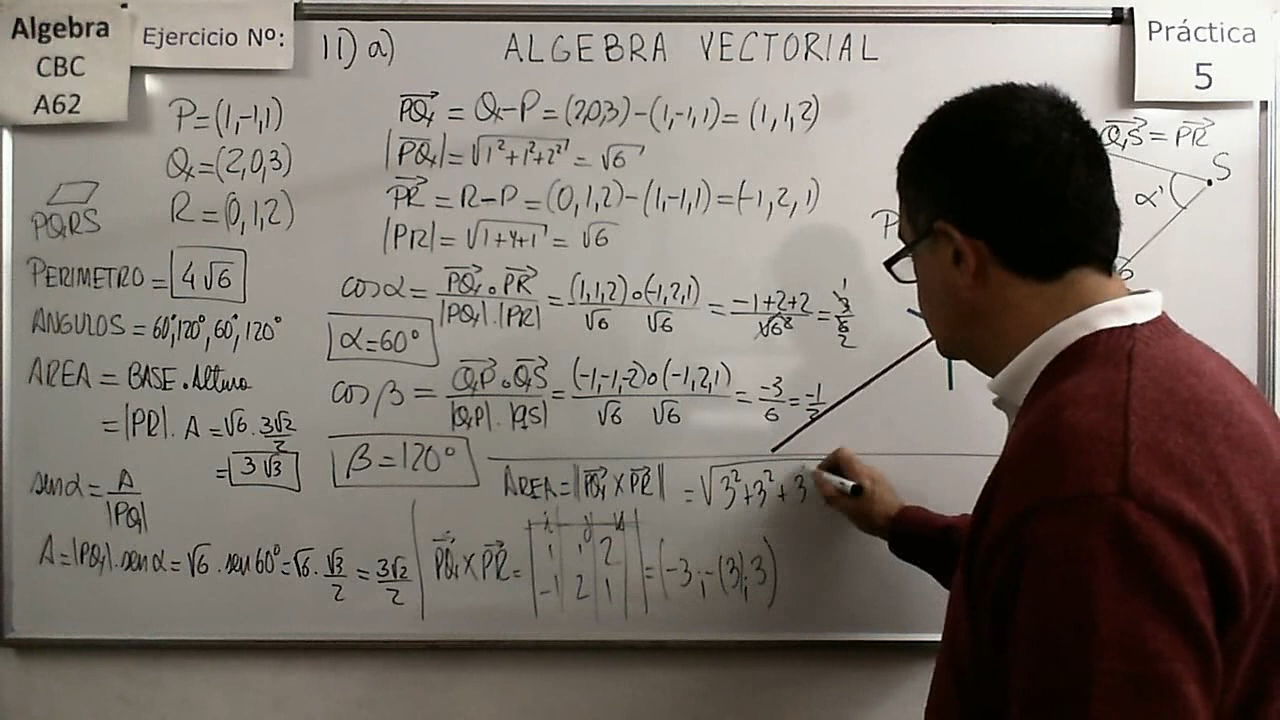 Algebra
CBC
A62
Ejercicio Nº:
11) a)
ALGEBRA VECTORIAL
Práctica
5
P=(1,-1,1)
Q=(2,0,3)
R=(0,1,2)
PQRS
PERIMETRO = 4√6
ANGULOS = 60°,120°,60°,120°
AREA = BASE . Altura
= |PR| . A = √6 . 3√2/2
= 3√3
sen α = A/|PQ|
A = |PQ| . sen α = √6 . sen 60° = √6 . √3/2 = 3√2/2
PQ = Q-P = (2,0,3)-(1,-1,1) = (1,1,2)
|PQ| = √1²+1²+2² = √6
PR = R-P = (0,1,2)-(1,-1,1) = (-1,2,1)
|PR| = √1+4+1 = √6
cos α = PQ . PR/|PQ| . |PR| = (1,1,2) o (-1,2,1)/√6 √6 = -1+2+2/√6² = 3/6 1/2
α=60°
cos β = QP o QS/|QP| . |QS| = (-1,-1,-2) o (-1,2,1)/√6 √6 = -3/6 = -1/2
β=120°
AREA = |PQ x PR| = √3²+3²+3
PQ x PR = | i j k | 1 1 2 | -1 2 1 | = (-3;-(3);3)
QS = PR
S
α'
P